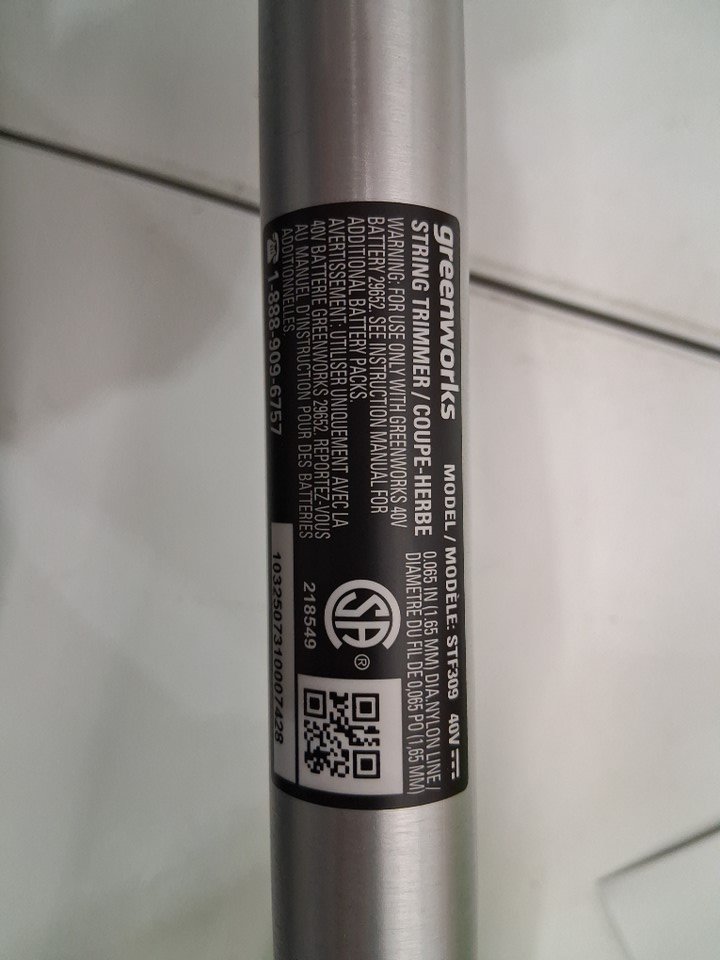 greenworks
STRING TRIMMER / COUPE-HERBE
WARNING: FOR USE ONLY WITH GREENWORKS 40V
BATTERY 29652. SEE INSTRUCTION MANUAL FOR
ADDITIONAL BATTERY PACKS.
AVERTISSEMENT: UTILISER UNIQUEMENT AVEC LA
40V BATTERIE GREENWORKS 29652. REPORTEZ-VOUS
AU MANUEL D'INSTRUCTION POUR DES BATTERIES
ADDITIONNELLES
1-888-909-6757
MODEL / MODÈLE: STF309 40V
0.065 IN (1.65 MM) DIA.NYLON LINE /
DIAMETRE DU FIL DE 0,065 PO (1,65 MM)
SA ®
218549
1032507310007428